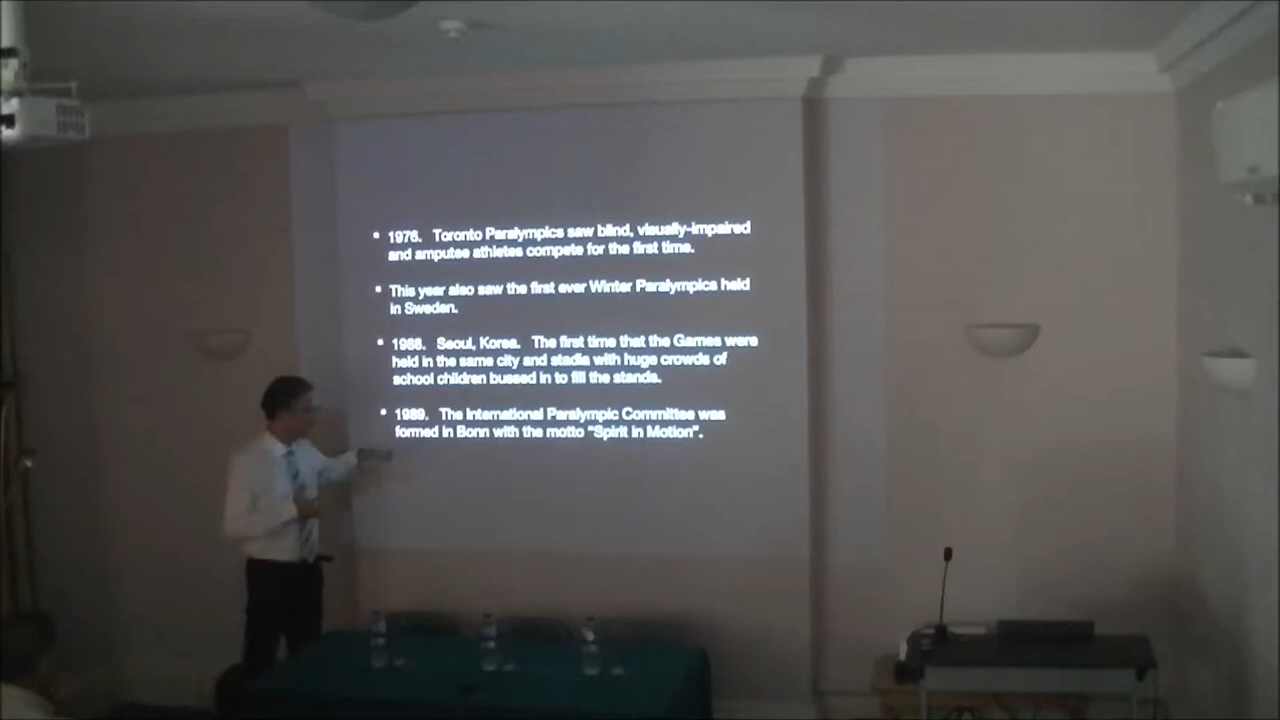 • 1976. Toronto Paralympics saw blind, visually-impaired
and amputee athletes compete for the first time.
• This year also saw the first ever Winter Paralympics held
in Sweden.
• 1988. Seoul, Korea. The first time that the Games were
held in the same city and stadia with huge crowds of
school children bussed in to fill the stands.
• 1989. The International Paralympic Committee was
formed in Bonn with the motto "Spirit in Motion".